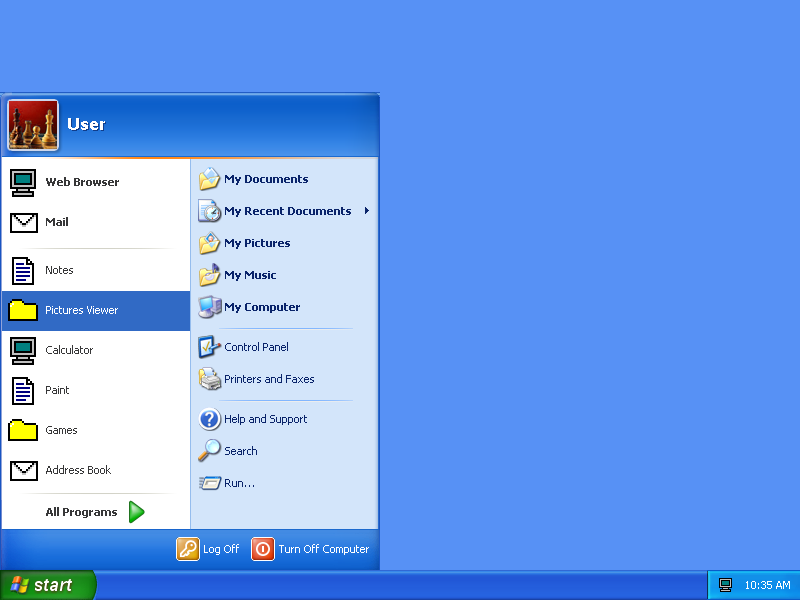 User
Web Browser
Mail
Notes
Pictures Viewer
Calculator
Paint
Games
Address Book
All Programs
My Documents
My Recent Documents
My Pictures
My Music
My Computer
Control Panel
Printers and Faxes
Help and Support
Search
Run...
Log Off
Turn Off Computer
start
10:35 AM